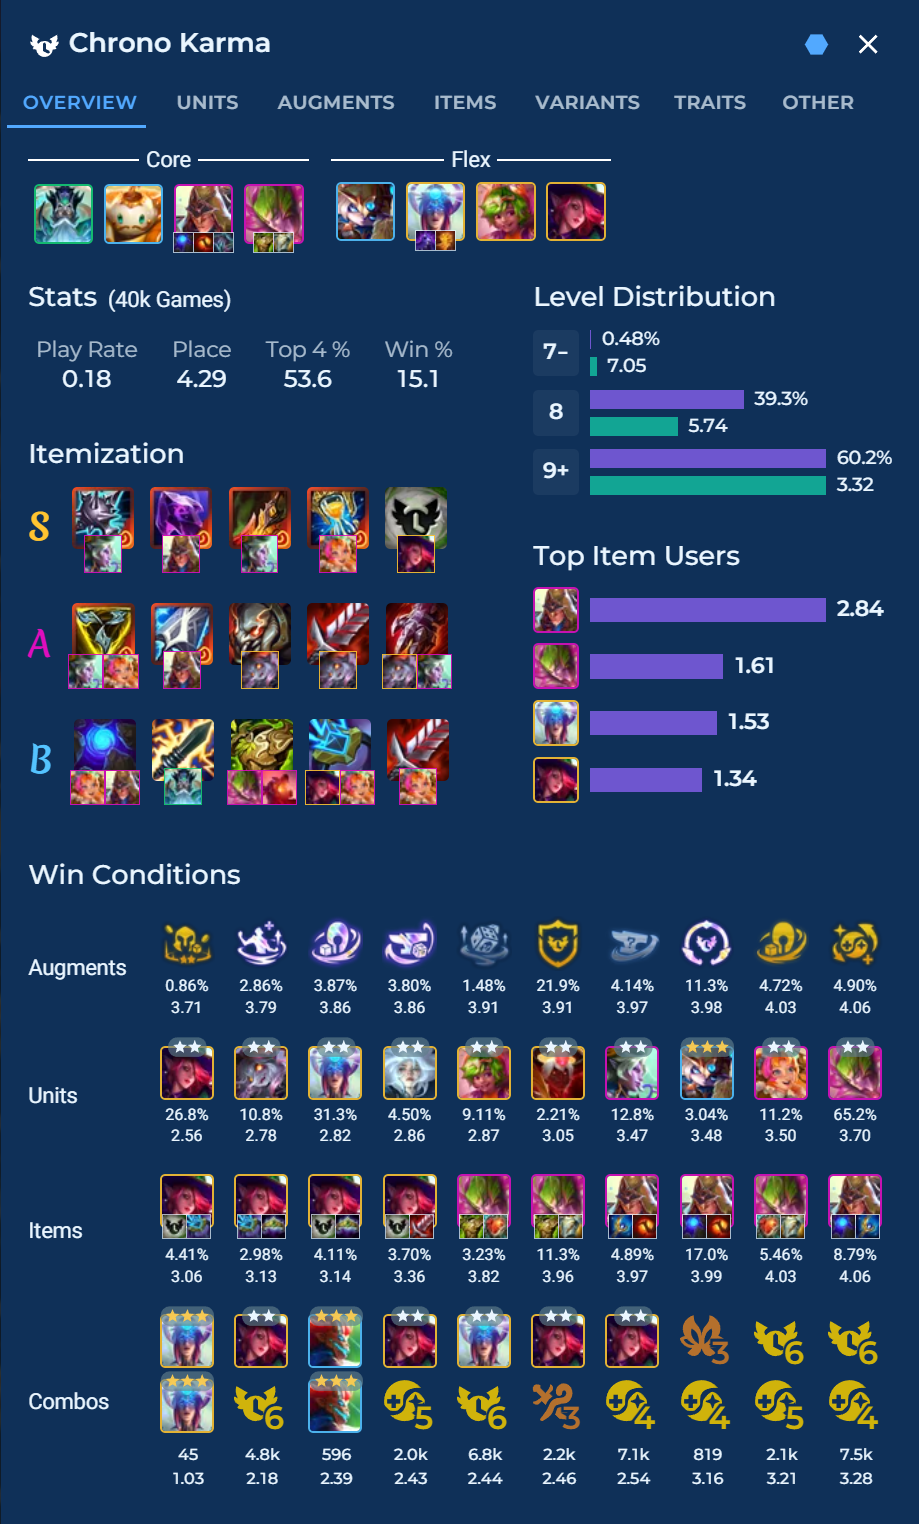 Chrono Karma
OVERVIEW UNITS AUGMENTS ITEMS VARIANTS TRAITS OTHER
Core Flex
Stats (40k Games)
Play Rate Place Top 4 % Win %
0.18 4.29 53.6 15.1
Level Distribution
7- 0.48%
7.05
8 39.3%
5.74
9+ 60.2%
3.32
Itemization
S
A
B
Top Item Users
2.84
1.61
1.53
1.34
Win Conditions
Augments
0.86% 2.86% 3.87% 3.80% 1.48% 21.9% 4.14% 11.3% 4.72% 4.90%
3.71 3.79 3.86 3.86 3.91 3.91 3.97 3.98 4.03 4.06
Units
26.8% 10.8% 31.3% 4.50% 9.11% 2.21% 12.8% 3.04% 11.2% 65.2%
2.56 2.78 2.82 2.86 2.87 3.05 3.47 3.48 3.50 3.70
Items
4.41% 2.98% 4.11% 3.70% 3.23% 11.3% 4.89% 17.0% 5.46% 8.79%
3.06 3.13 3.14 3.36 3.82 3.96 3.97 3.99 4.03 4.06
3 6 6
Combos
6 5 6 3 4 4 5 4
45 4.8k 596 2.0k 6.8k 2.2k 7.1k 819 2.1k 7.5k
1.03 2.18 2.39 2.43 2.44 2.46 2.54 3.16 3.21 3.28